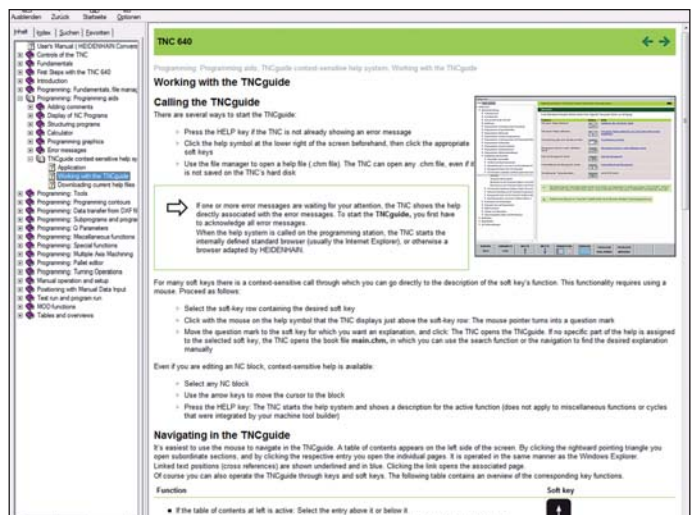 Ausblenden Zurück Startseite Optionen
Inhalt Index Suchen Favoriten
User's Manual (HEIDENHAIN Convers
Controls of the TNC
Fundamentals
First Steps with the TNC 640
Introduction
Programming: Fundamentals, file manag
Programming: Programming aids
Adding comments
Display of NC Programs
Structuring programs
Calculator
Programming graphics
Error messages
TNCguide context-sensitive help sy
Application
Working with the TNCguide
Downloading current help files
Programming: Tools
Programming: Programming contours
Programming: Data transfer from DXF fil
Programming: Subprograms and program
Programming: Q Parameters
Programming: Miscellaneous functions
Programming: Special functions
Programming: Multiple Axis Machining
Programming: Pallet editor
Programming: Turning Operations
Manual operation and setup
Positioning with Manual Data Input
Test run and program run
MOD functions
Tables and overviews
TNC 640
Programming: Programming aids, TNCguide context-sensitive help system, Working with the TNCguide
Working with the TNCguide
Calling the TNCguide
There are several ways to start the TNCguide:
Press the HELP key if the TNC is not already showing an error message
Click the help symbol at the lower right of the screen beforehand, then click the appropriate
soft keys
Use the file manager to open a help file (.chm file). The TNC can open any .chm file, even if it
is not saved on the TNC's hard disk
If one or more error messages are waiting for your attention, the TNC shows the help
directly associated with the error messages. To start the TNCguide, you first have
to acknowledge all error messages.
When the help system is called on the programming station, the TNC starts the
internally defined standard browser (usually the Internet Explorer), or otherwise a
browser adapted by HEIDENHAIN.
For many soft keys there is a context-sensitive call through which you can go directly to the description of the soft key's function. This functionality requires using a
mouse. Proceed as follows:
Select the soft-key row containing the desired soft key
Click with the mouse on the help symbol that the TNC displays just above the soft-key row: The mouse pointer turns into a question mark
Move the question mark to the soft key for which you want an explanation, and click: The TNC opens the TNCguide. If no specific part of the help is assigned
to the selected soft key, the TNC opens the book file main.chm, in which you can use the search function or the navigation to find the desired explanation
manually
Even if you are editing an NC block, context-sensitive help is available:
Select any NC block
Use the arrow keys to move the cursor to the block
Press the HELP key: The TNC starts the help system and shows a description for the active function (does not apply to miscellaneous functions or cycles
that were integrated by your machine tool builder)
Navigating in the TNCguide
It's easiest to use the mouse to navigate in the TNCguide. A table of contents appears on the left side of the screen. By clicking the rightward pointing triangle you
open subordinate sections, and by clicking the respective entry you open the individual pages. It is operated in the same manner as the Windows Explorer.
Linked text positions (cross references) are shown underlined and in blue. Clicking the link opens the associated page.
Of course you can also operate the TNCguide through keys and soft keys. The following table contains an overview of the corresponding key functions.
Function Soft key
If the table of contents at left is active: Select the entry above it or below it